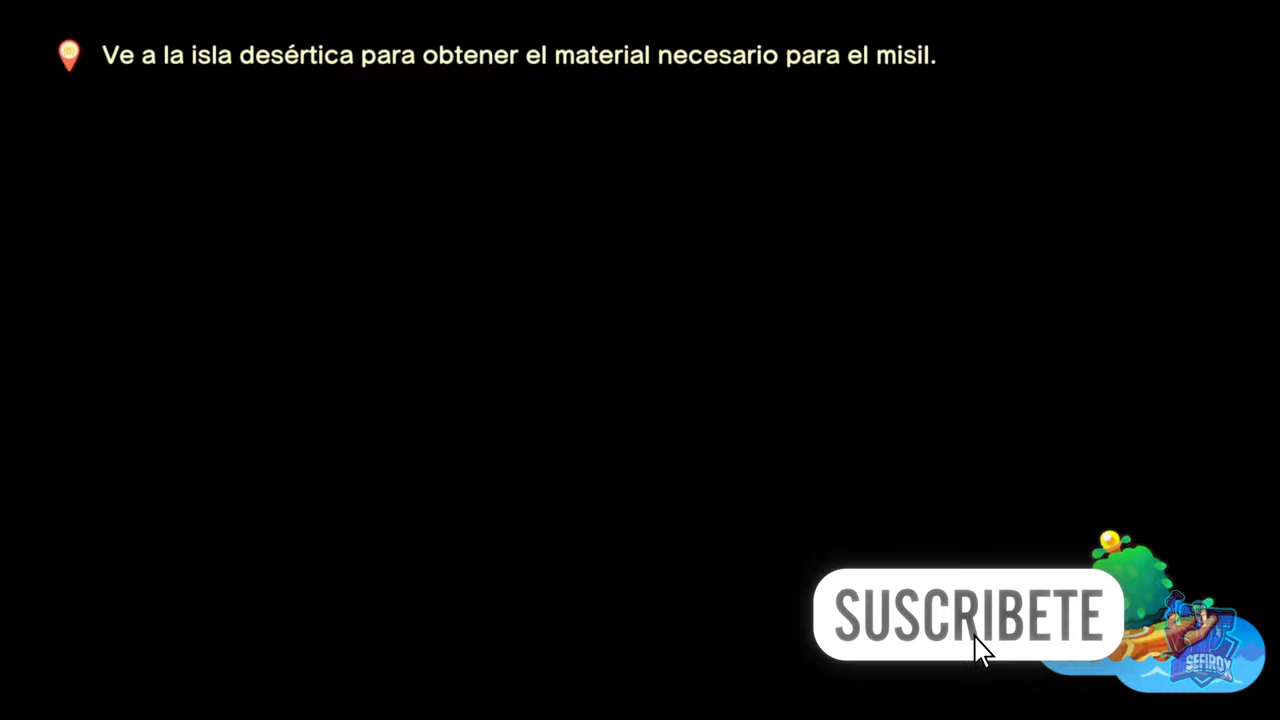 Ve a la isla desértica para obtener el material necesario para el misil.
SUSCRIBETE
SEFIROX